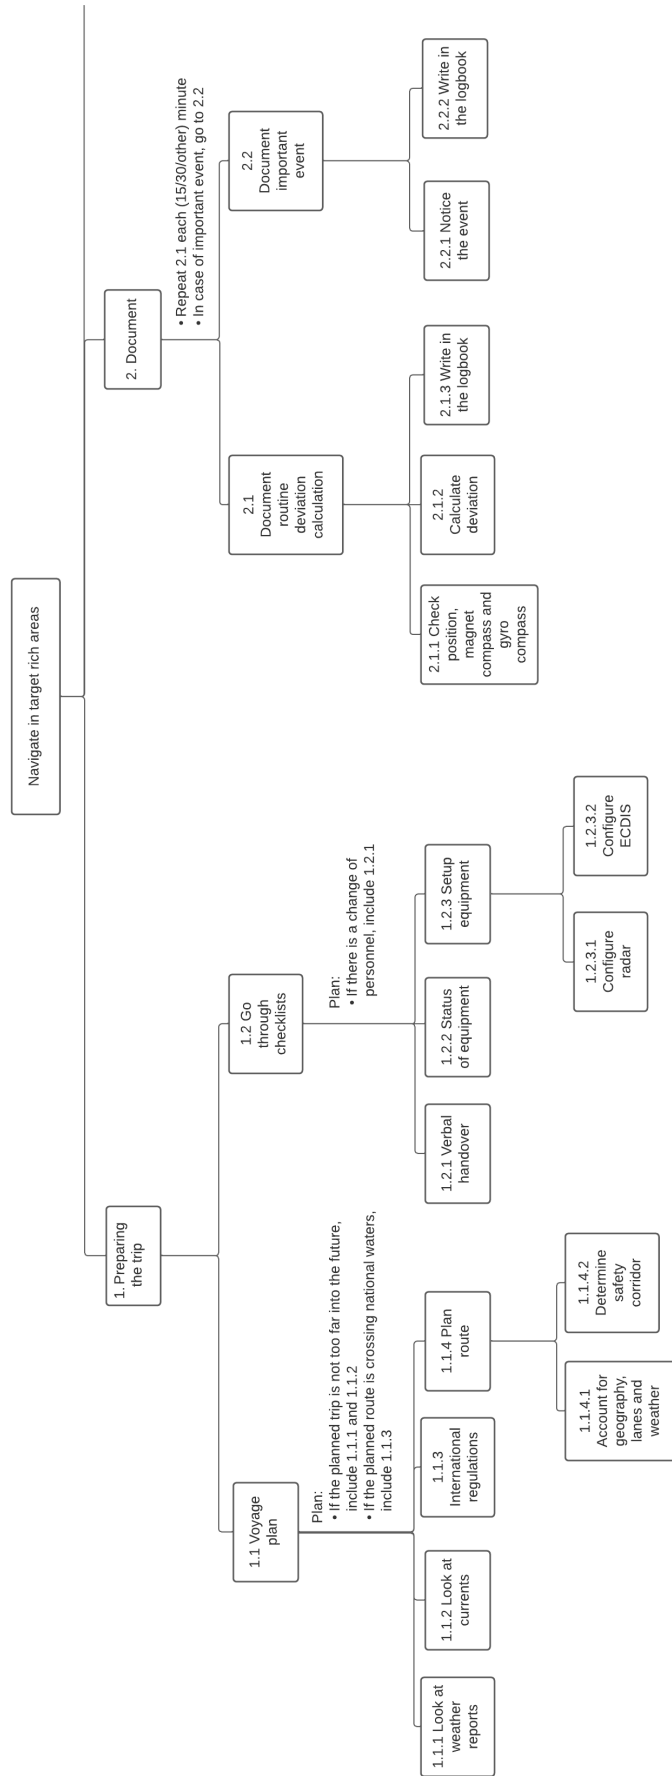 Navigate in target rich areas
1. Preparing
the trip
2. Document
• Repeat 2.1 each (15/30/other) minute
• In case of important event, go to 2.2
1.1 Voyage
plan
1.2 Go
through
checklists
2.1
Document
routine
deviation
calculation
2.2
Document
important
event
Plan:
• If the planned trip is not too far into the future,
include 1.1.1 and 1.1.2
• If the planned route is crossing national waters,
include 1.1.3
Plan:
• If there is a change of
personnel, include 1.2.1
1.1.1 Look at
weather
reports
1.1.2 Look at
currents
1.1.3
International
regulations
1.1.4 Plan
route
1.2.1 Verbal
handover
1.2.2 Status
of equipment
1.2.3 Setup
equipment
2.1.1 Check
position,
magnet
compass and
gyro
compass
2.1.2
Calculate
deviation
2.1.3 Write in
the logbook
2.2.1 Notice
the event
2.2.2 Write in
the logbook
1.1.4.1
Account for
geography,
lanes and
weather
1.1.4.2
Determine
safety
corridor
1.2.3.1
Configure
radar
1.2.3.2
Configure
ECDIS